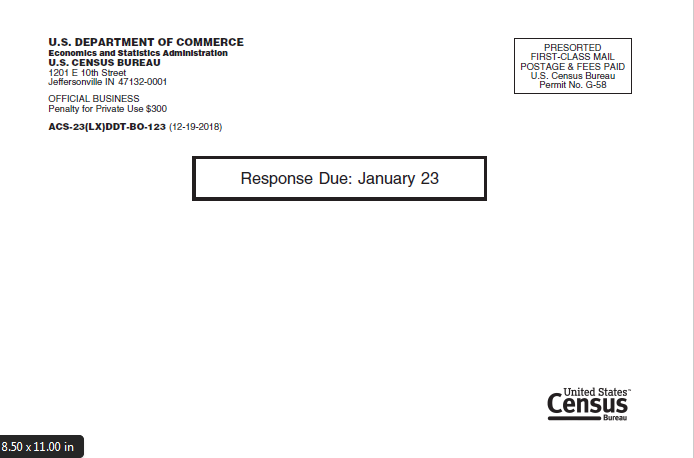 U.S. DEPARTMENT OF COMMERCE
Economics and Statistics Administration
U.S. CENSUS BUREAU
1201 E 10th Street
Jeffersonville IN 47132-0001
OFFICIAL BUSINESS
Penalty for Private Use $300
ACS-23(LX)DDT-BO-123 (12-19-2018)
PRESORTED
FIRST-CLASS MAIL
POSTAGE & FEES PAID
U.S. Census Bureau
Permit No. G-58
Response Due: January 23
United States™
Census
Bureau
8.50 x 11.00 in